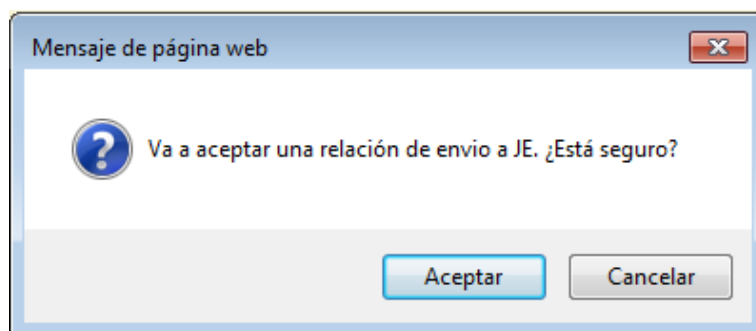 Mensaje de página web
Va a aceptar una relación de envio a JE. ¿Está seguro?
Aceptar
Cancelar